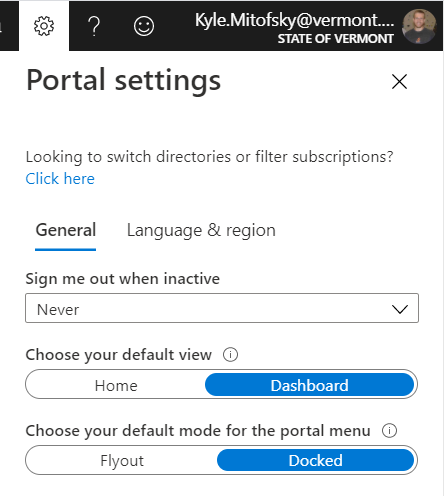 Kyle.Mitofsky@vermont....
STATE OF VERMONT
Portal settings
Looking to switch directories or filter subscriptions?
Click here
General Language & region
Sign me out when inactive
Never
Choose your default view
Home Dashboard
Choose your default mode for the portal menu
Flyout Docked